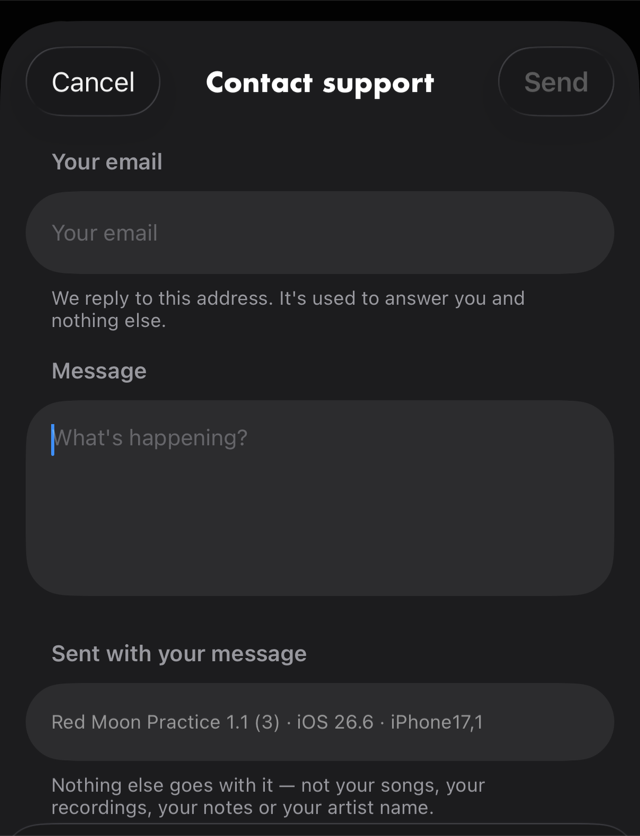 Cancel
Contact support
Send
Your email
Your email
We reply to this address. It's used to answer you and
nothing else.
Message
What's happening?
Sent with your message
Red Moon Practice 1.1 (3) · iOS 26.6 · iPhone17,1
Nothing else goes with it — not your songs, your
recordings, your notes or your artist name.